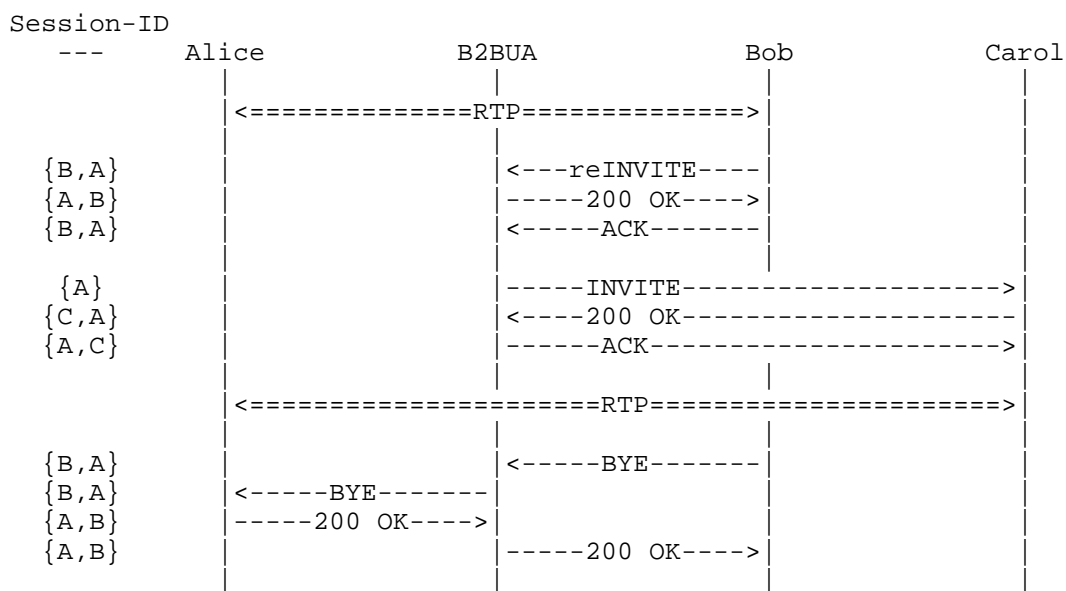 Session-ID
---      Alice            B2BUA             Bob             Carol
|                |                |               |
|<==============RTP==============>|               |
|                |                |               |
{B,A}      |                |<---reINVITE----|               |
{A,B}      |                |-----200 OK---->|               |
{B,A}      |                |<-----ACK-------|               |
|                |                |               |
{A}       |                |-----INVITE-------------------->|
{C,A}      |                |<----200 OK---------------------|
{A,C}      |                |------ACK---------------------->|
|                |                |               |
|<======================RTP======================>|
|                |                |               |
{B,A}      |                |<-----BYE-------|               |
{B,A}      |<-----BYE-------|                |               |
{A,B}      |-----200 OK---->|                |               |
{A,B}      |                |-----200 OK---->|               |
|                |                |               |